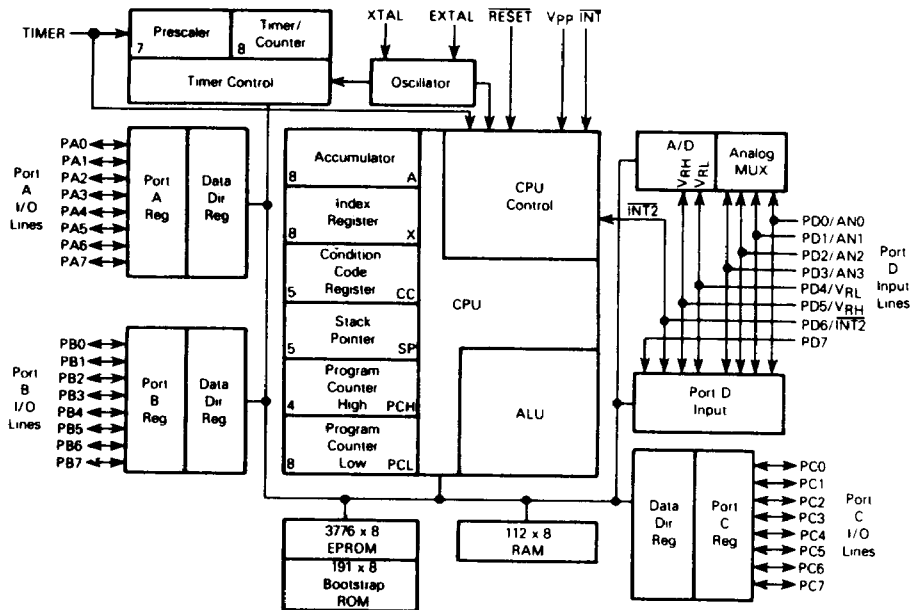 TIMER
Prescaler
7
Timer/
Counter
8
Timer Control
XTAL
EXTAL
RESET
Vpp
INT
Oscillator
PA0
PA1
PA2
PA3
PA4
PA5
PA6
PA7
Port
A
I/O
Lines
Port
A
Reg
Data
Dir
Reg
Accumulator
8
A
Index
Register
8
X
Condition
Code
Register
5
CC
Stack
Pointer
5
SP
Program
Counter
High
4
PCH
Program
Counter
Low
8
PCL
CPU
Control
CPU
ALU
INT2
A/D
VRH
VRL
Analog
MUX
PD0/AN0
PD1/AN1
PD2/AN2
PD3/AN3
PD4/VRL
PD5/VRH
PD6/INT2
PD7
Port
D
Input
Lines
Port D
Input
PB0
PB1
PB2
PB3
PB4
PB5
PB6
PB7
Port
B
I/O
Lines
Port
B
Reg
Data
Dir
Reg
3776 x 8
EPROM
191 x 8
Bootstrap
ROM
112 x 8
RAM
Data
Dir
Reg
Port
C
Reg
PC0
PC1
PC2
PC3
PC4
PC5
PC6
PC7
Port
C
I/O
Lines